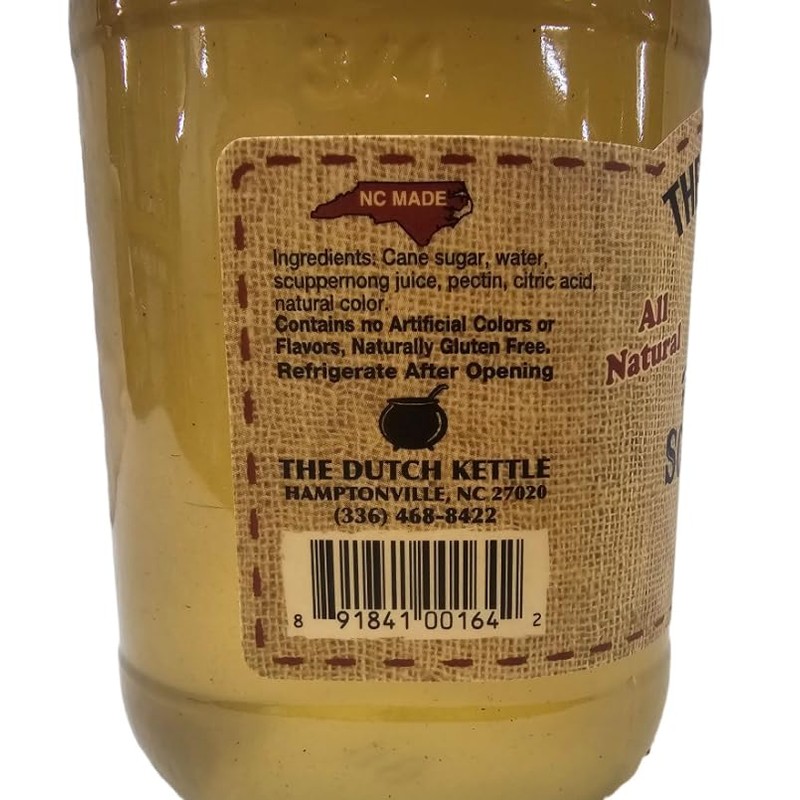 NC MADE
Ingredients: Cane sugar, water,
scuppernong juice, pectin, citric acid,
natural color.
Contains no Artificial Colors or
Flavors, Naturally Gluten Free.
Refrigerate After Opening
THE DUTCH KETTLE
HAMPTONVILLE, NC 27020
(336) 468-8422
8 91841 00164 2
THE
All
Natural